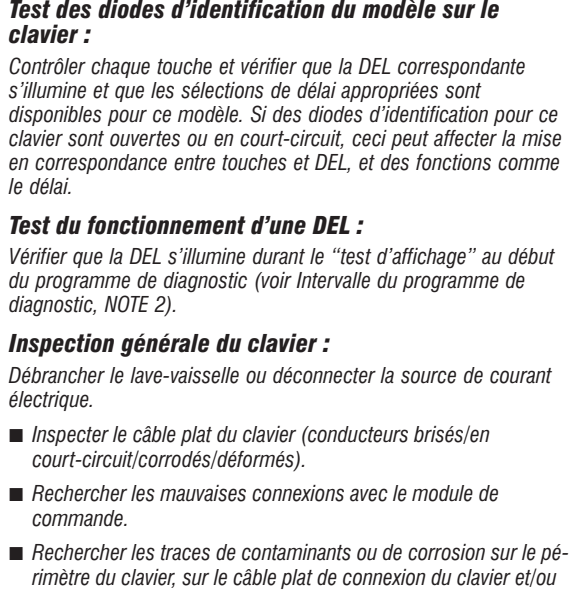 Test des diodes d’identification du modèle sur le
clavier :
Contrôler chaque touche et vérifier que la DEL correspondante
s’illumine et que les sélections de délai appropriées sont
disponibles pour ce modèle. Si des diodes d’identification pour ce
clavier sont ouvertes ou en court-circuit, ceci peut affecter la mise
en correspondance entre touches et DEL, et des fonctions comme
le délai.
Test du fonctionnement d’une DEL :
Vérifier que la DEL s’illumine durant le “test d’affichage” au début
du programme de diagnostic (voir Intervalle du programme de
diagnostic, NOTE 2).
Inspection générale du clavier :
Débrancher le lave-vaisselle ou déconnecter la source de courant
électrique.
■ Inspecter le câble plat du clavier (conducteurs brisés/en
court-circuit/corrodés/déformés).
■ Rechercher les mauvaises connexions avec le module de
commande.
■ Rechercher les traces de contaminants ou de corrosion sur le pé-
rimètre du clavier, sur le câble plat de connexion du clavier et/ou